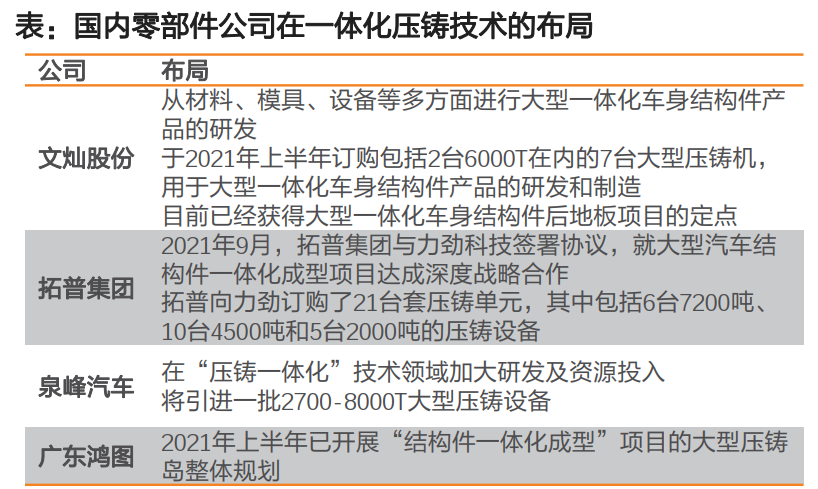 表：国内零部件公司在一体化压铸技术的布局
公司 布局
从材料、模具、设备等多方面进行大型一体化车身结构件产
品的研发
文灿股份 于2021年上半年订购包括2台6000T在内的7台大型压铸机，
用于大型一体化车身结构件产品的研发和制造
目前已经获得大型一体化车身结构件后地板项目的定点
2021年9月，拓普集团与力劲科技签署协议，就大型汽车结
构件一体化成型项目达成深度战略合作
拓普集团
拓普向力劲订购了21台套压铸单元，其中包括6台7200吨、
10台4500吨和5台2000吨的压铸设备
在“压铸一体化”技术领域加大研发及资源投入
泉峰汽车
将引进一批2700-8000T大型压铸设备
2021年上半年已开展“结构件一体化成型”项目的大型压铸
广东鸿图
岛整体规划